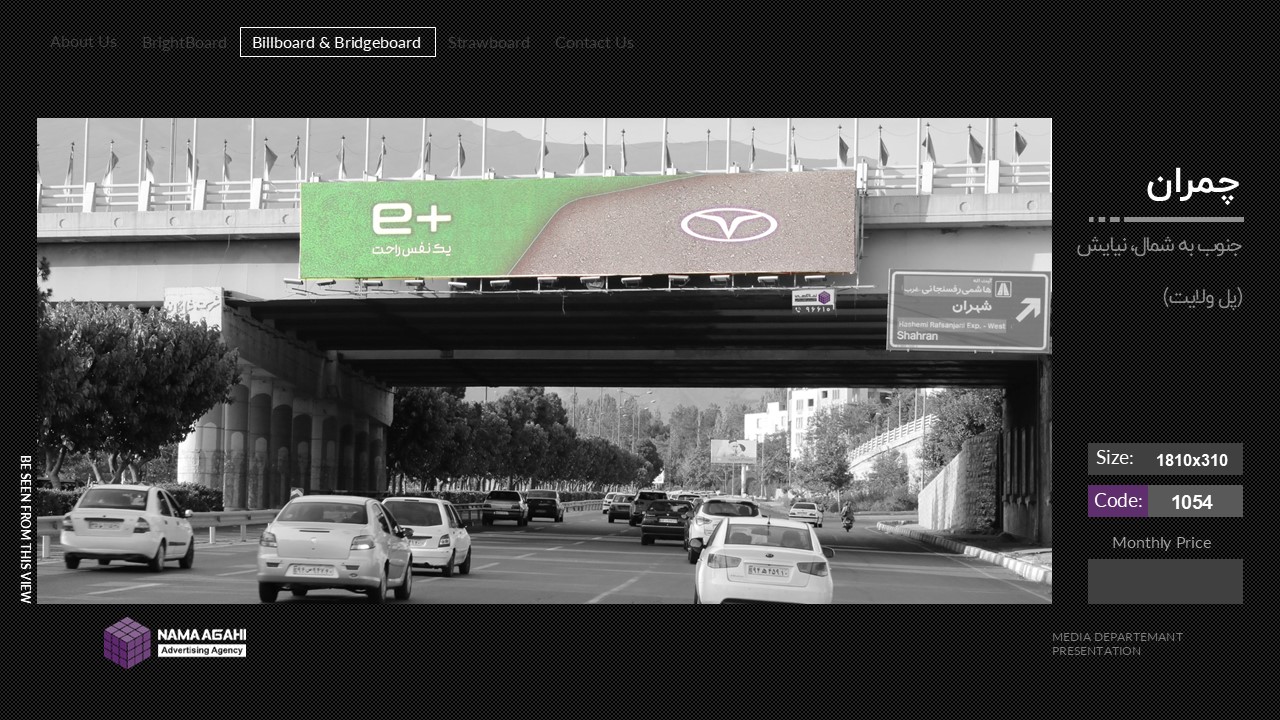 About Us
BrightBoard
Billboard & Bridgeboard
Strawboard
Contact Us
چمران
جنوب به شمال، نیایش
(پل ولایت)
e+
یک نفس راحت
هاشمی رفسنجانی-غرب
شهران
Hashemi Rafsanjani Exp. - West
Shahran
۹۶۶۱۰
Size:
1810x310
Code:
1054
Monthly Price
BE SEEN FROM THIS VIEW
NAMA AGAHI
Advertising Agency
MEDIA DEPARTEMANT
PRESENTATION